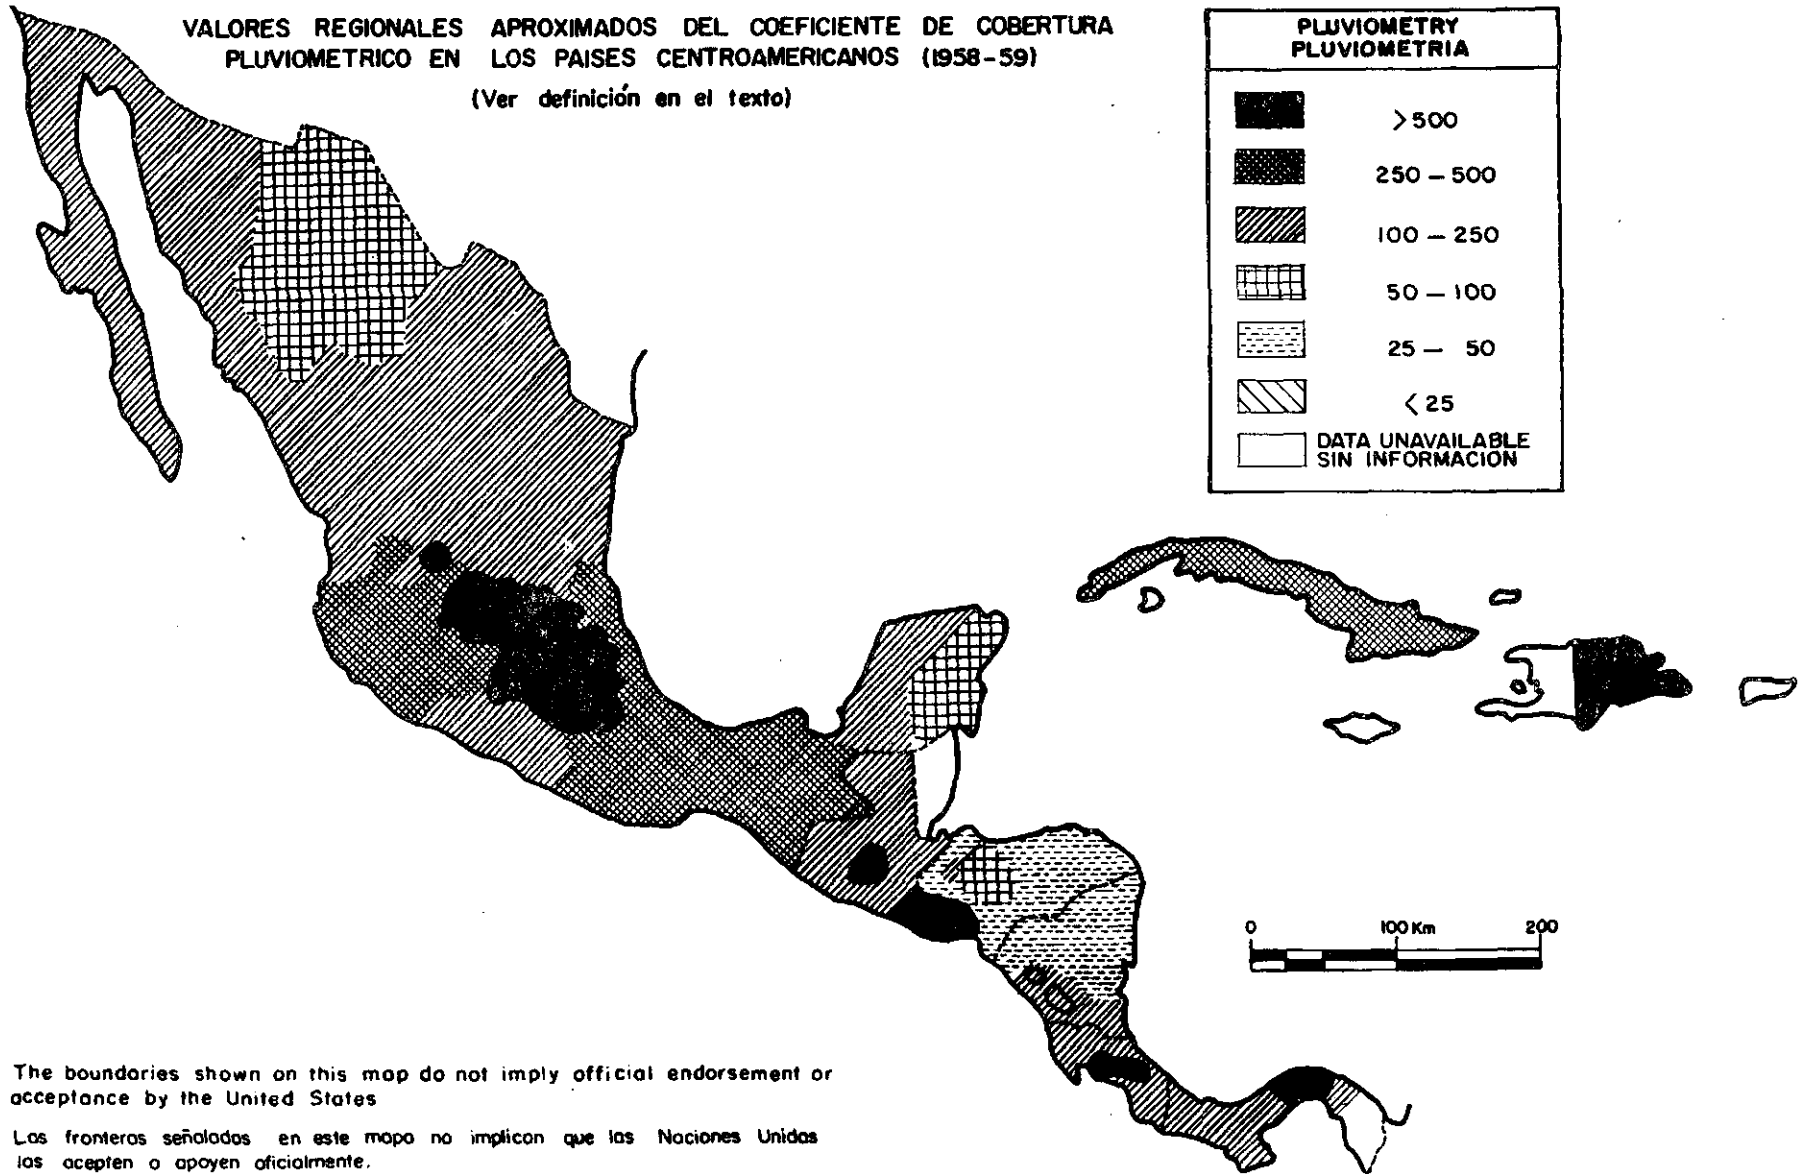 VALORES REGIONALES APROXIMADOS DEL COEFICIENTE DE COBERTURA
PLUVIOMETRICO EN LOS PAISES CENTROAMERICANOS (1958-59)
(Ver definición en el texto)
PLUVIOMETRY
PLUVIOMETRIA
>500
250 – 500
100 – 250
50 – 100
25 – 50
<25
DATA UNAVAILABLE
SIN INFORMACION
0 100 Km 200
The boundaries shown on this map do not imply official endorsement or
acceptance by the United States
Las fronteras señaladas en este mapa no implican que las Naciones Unidas
las acepten o apoyen oficialmente.